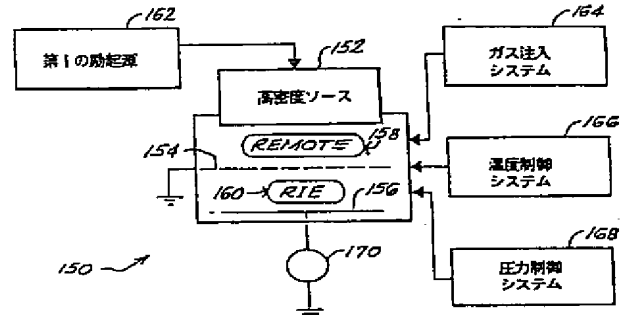 162
第1の励起源
152
高密度ソース
164
ガス注入
システム
154
REMOTE
158
166
温度制御
システム
160
RIE
156
168
圧力制御
システム
150
170